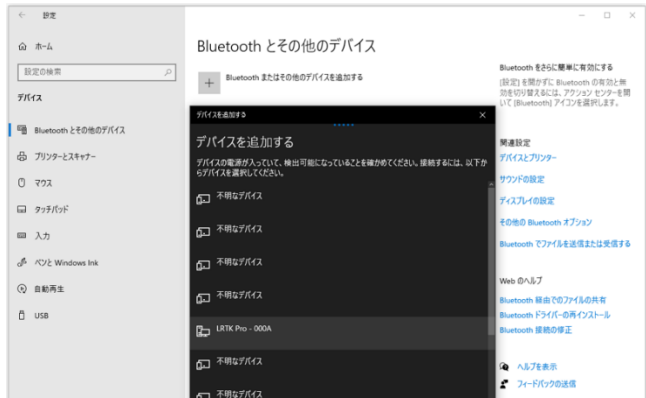 設定
ホーム
設定の検索
デバイス
Bluetooth とその他のデバイス
プリンターとスキャナー
マウス
タッチパッド
入力
ペンと Windows Ink
自動再生
USB
Bluetooth とその他のデバイス
Bluetooth またはその他のデバイスを追加する
デバイスを追加する
デバイスを追加する
デバイスの電源が入っていて、検出可能になっていることを確かめてください。接続するには、以下か
らデバイスを選択してください。
不明なデバイス
不明なデバイス
不明なデバイス
不明なデバイス
LRTK Pro - 000A
不明なデバイス
不明なデバイス
Bluetooth をさらに簡単に有効にする
[設定] を開かずに Bluetooth の有効と無
効を切り替えるには、アクション センターを開
いて [Bluetooth] アイコンを選択します。
関連設定
デバイスとプリンター
サウンドの設定
ディスプレイの設定
その他の Bluetooth オプション
Bluetooth でファイルを送信または受信する
Web のヘルプ
Bluetooth 経由でのファイルの共有
Bluetooth ドライバーの再インストール
Bluetooth 接続の修正
ヘルプを表示
フィードバックの送信